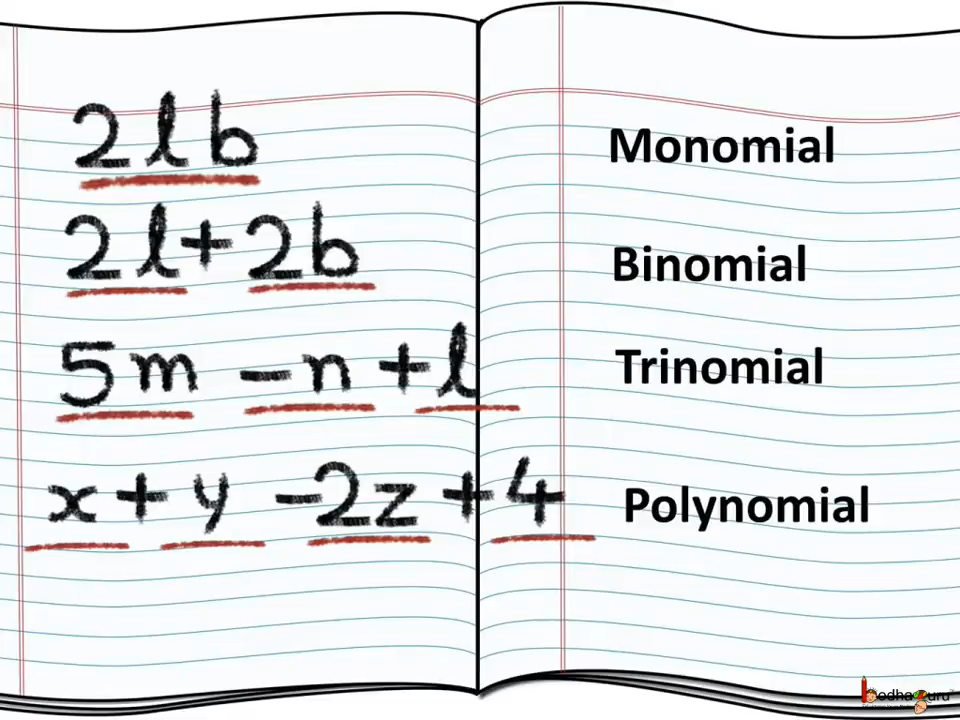 2lb Monomial
2l + 2b Binomial
5m - n + l Trinomial
x + y - 2z + 4 Polynomial